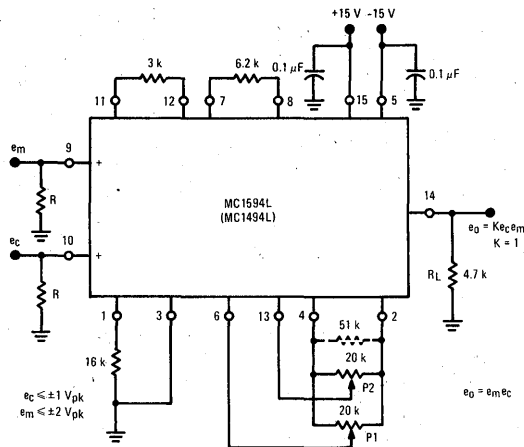 +15 V -15 V
3 k
6.2 k
0.1 µF
0.1 µF
11
12
7
8
15
5
em
9
+
MC1594L
(MC1494L)
14
R
eo = Kecem
K = 1
ec
10
+
RL
4.7 k
R
1
3
6
13
4
2
51 k
16 k
20 k
P2
ec ⩽ ±1 Vpk
em ⩽ ±2 Vpk
20 k
P1
eo = emec